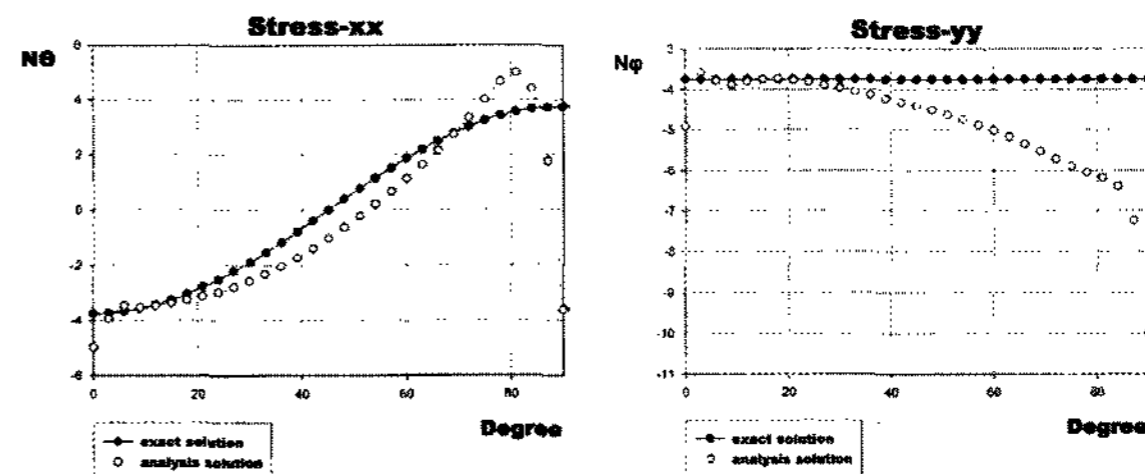 Stress-xx
Nθ
6
4
2
0
-2
-4
-6
0 20 40 60 80
Degree
exact solution
analysis solution
Stress-yy
Nφ
-4
-5
-6
-7
-8
-9
-10
-11
0 20 40 60 80
Degree
exact solution
analysis solution